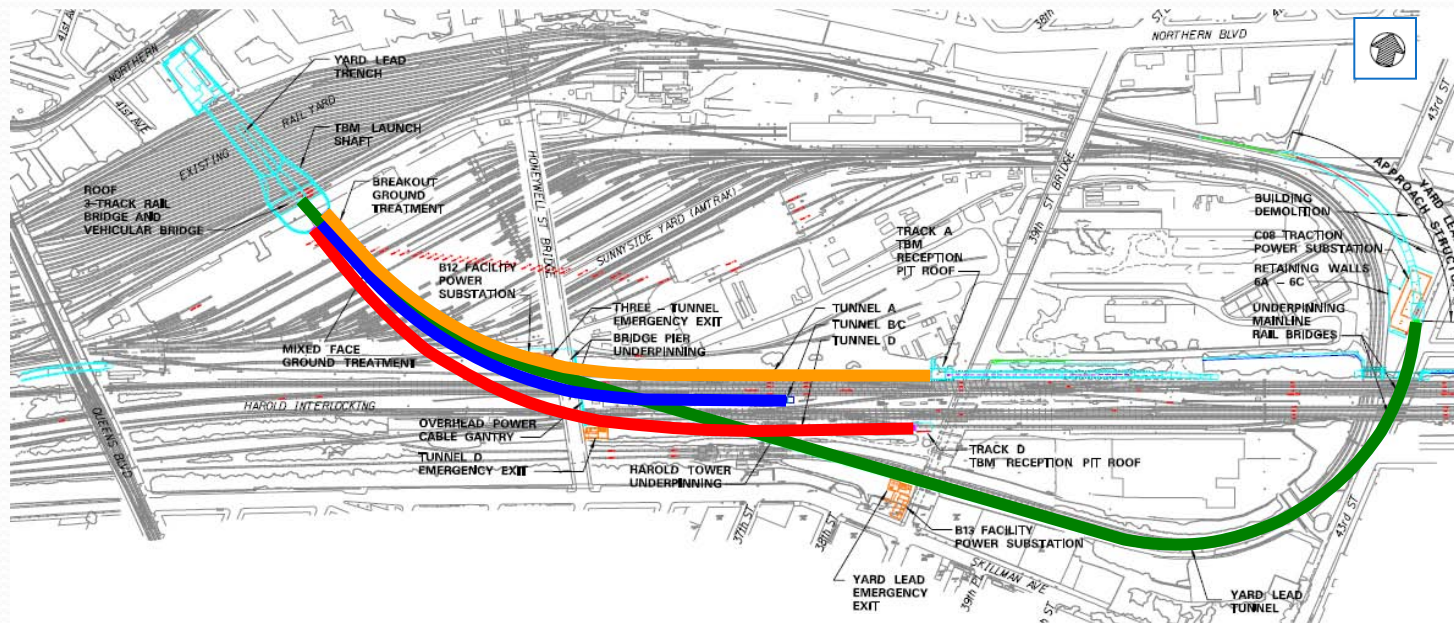 41st A
NORTHERN
41st AVE
YARD LEAD
TRENCH
RAIL YARD
EXISTING
TBM LAUNCH
SHAFT
ROOF
3-TRACK RAIL
BRIDGE AND
VEHICULAR BRIDGE
BREAKOUT
GROUND
TREATMENT
HONEYWELL ST BRIDGE
SUNNYSIDE YARD (AMTRAK)
B12 FACILITY
POWER
SUBSTATION
MIXED FACE
GROUND TREATMENT
THREE - TUNNEL
EMERGENCY EXIT
BRIDGE PIER
UNDERPINNING
TUNNEL A
TUNNEL B/C
TUNNEL D
TRACK A
TBM
RECEPTION
PIT ROOF
38th
ST
NORTHERN BLVD
39th ST BRIDGE
43rd ST
YARD LEAD
APPROACH STRUCTU
BUILDING
DEMOLITION
C08 TRACTION
POWER SUBSTATION
RETAINING WALLS
6A - 6C
UNDERPINNING
MAINLINE
RAIL BRIDGES
QUEENS BLVD
HAROLD INTERLOCKING
OVERHEAD POWER
CABLE GANTRY
TUNNEL D
EMERGENCY EXIT
HAROLD TOWER
UNDERPINNING
TRACK D
TBM RECEPTION PIT ROOF
37th ST
38th ST
B13 FACILITY
POWER SUBSTATION
SKILLMAN AVE
39th P
ST
43rd ST
YARD LEAD
EMERGENCY
EXIT
YARD LEAD
TUNNEL